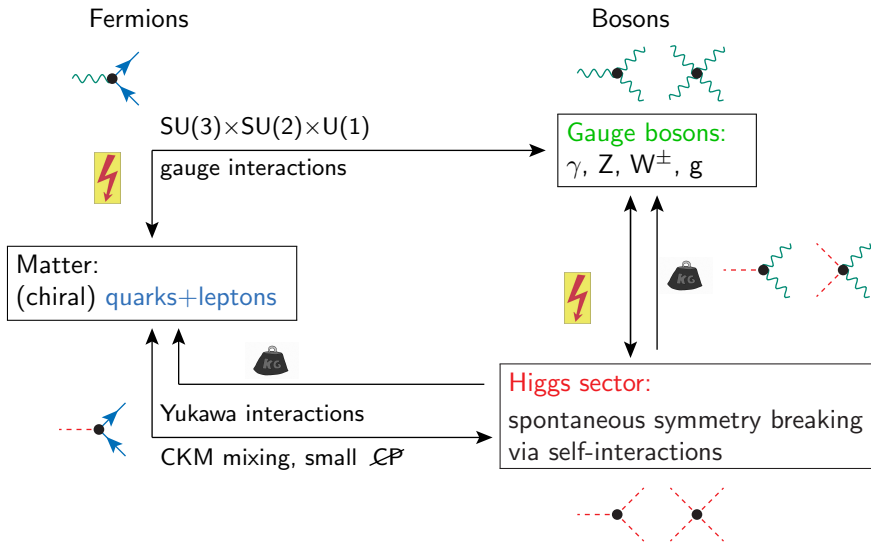 Fermions
Bosons
SU(3)×SU(2)×U(1)
gauge interactions
Gauge bosons:
γ, Z, W±, g
Matter:
(chiral) quarks+leptons
KG
KG
Higgs sector:
spontaneous symmetry breaking
via self-interactions
Yukawa interactions
CKM mixing, small C̸P̸